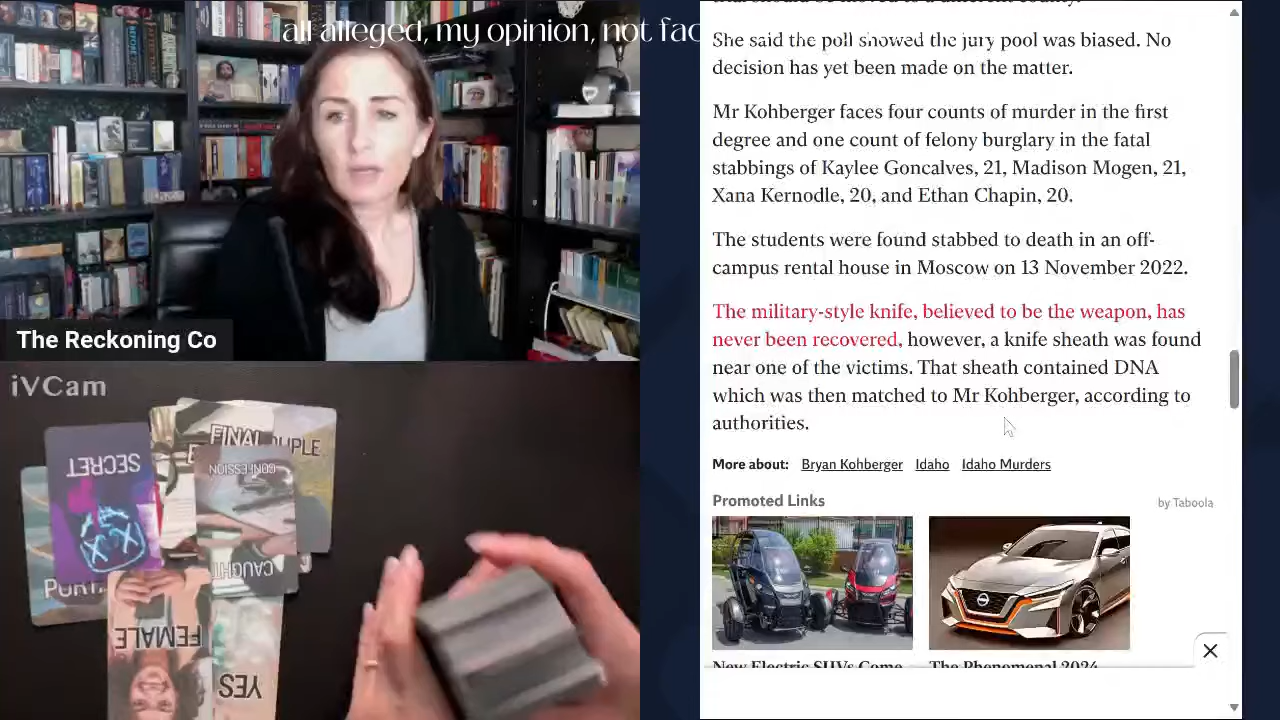 all alleged, my opinion, not fac
She said the poll showed the jury pool was biased. No
decision has yet been made on the matter.
Mr Kohberger faces four counts of murder in the first
degree and one count of felony burglary in the fatal
stabbings of Kaylee Goncalves, 21, Madison Mogen, 21,
Xana Kernodle, 20, and Ethan Chapin, 20.
The students were found stabbed to death in an off-
campus rental house in Moscow on 13 November 2022.
The military-style knife, believed to be the weapon, has
never been recovered, however, a knife sheath was found
near one of the victims. That sheath contained DNA
which was then matched to Mr Kohberger, according to
authorities.
More about: Bryan Kohberger Idaho Idaho Murders
Promoted Links
by Taboola
New Electric SUVs Come
The Phenomenal 2024
The Reckoning Co
iVCam
SECRET
FINAL
CONFESSION
CAUGHT
FEMALE
YES